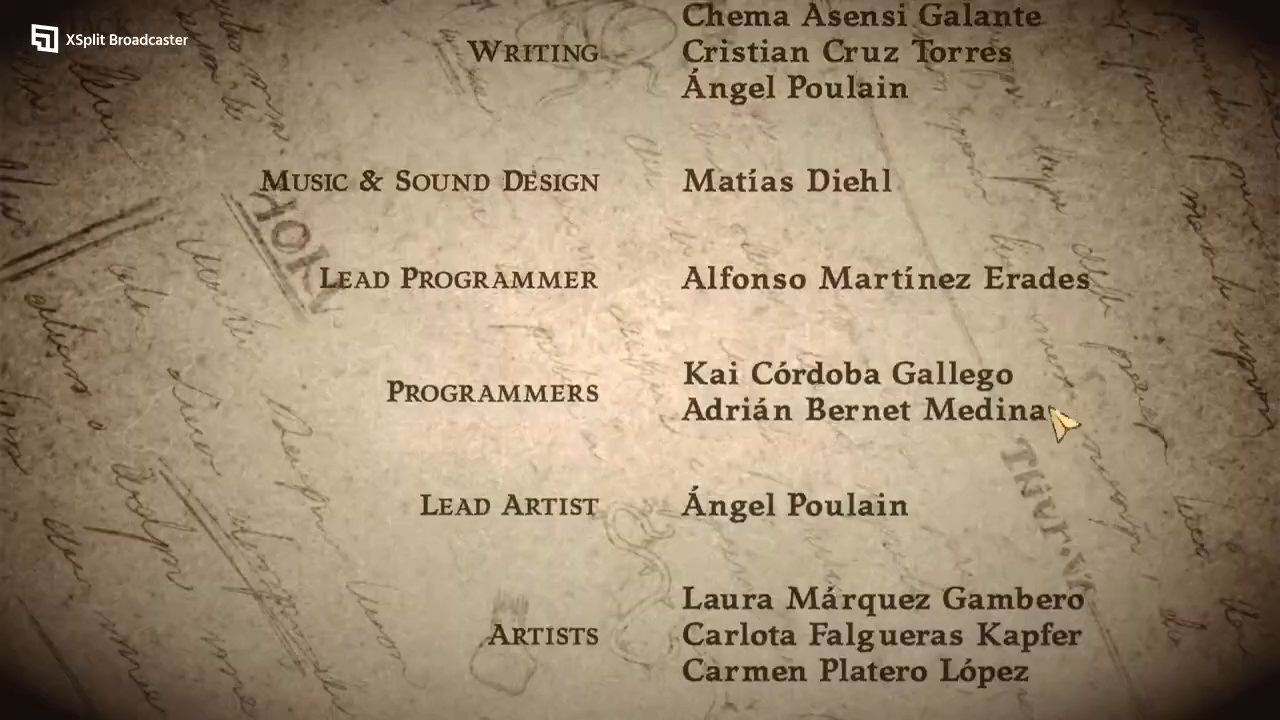 XSplit Broadcaster
Chema Asensi Galante
Writing Cristian Cruz Torres
Ángel Poulain
Music & Sound Design Matías Diehl
Lead Programmer Alfonso Martínez Erades
Programmers Kai Córdoba Gallego
Adrián Bernet Medina
Lead Artist Ángel Poulain
Artists Laura Márquez Gambero
Carlota Falgueras Kapfer
Carmen Platero López